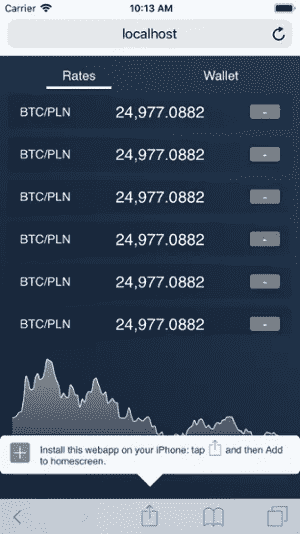 Carrier 10:13 AM
localhost
Rates Wallet
BTC/PLN 24,977.0882 -
BTC/PLN 24,977.0882 -
BTC/PLN 24,977.0882 -
BTC/PLN 24,977.0882 -
BTC/PLN 24,977.0882 -
BTC/PLN 24,977.0882 -
Install this webapp on your iPhone: tap and then Add
to homescreen.